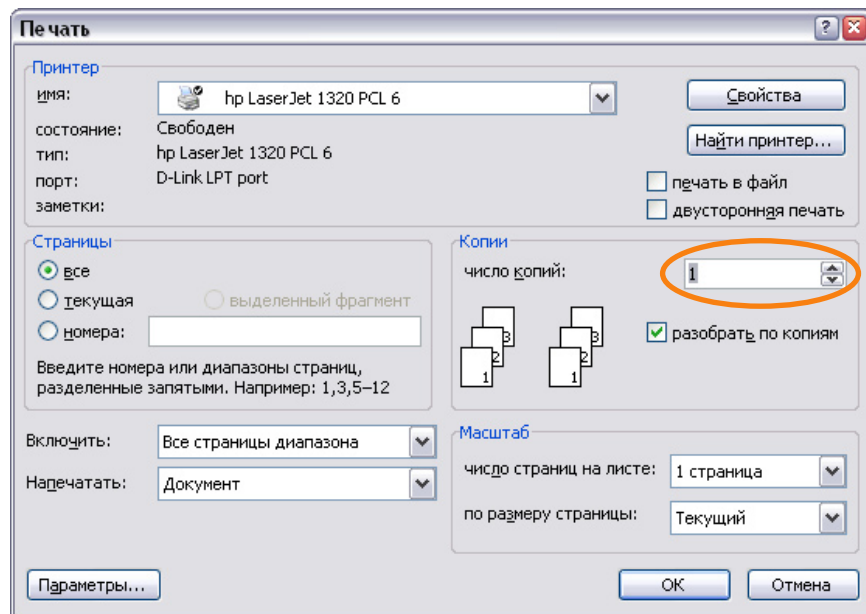 Печать
Принтер
имя: hp LaserJet 1320 PCL 6
Свойства
состояние: Свободен
Найти принтер...
тип: hp LaserJet 1320 PCL 6
порт: D-Link LPT port
печать в файл
заметки:
двусторонняя печать
Страницы
все
текущая
выделенный фрагмент
номера:
Введите номера или диапазоны страниц,
разделенные запятыми. Например: 1,3,5–12
Копии
число копий: 1
3 3
2 2
1 1
разобрать по копиям
Включить: Все страницы диапазона
Напечатать: Документ
Масштаб
число страниц на листе: 1 страница
по размеру страницы: Текущий
Параметры...
ОК
Отмена